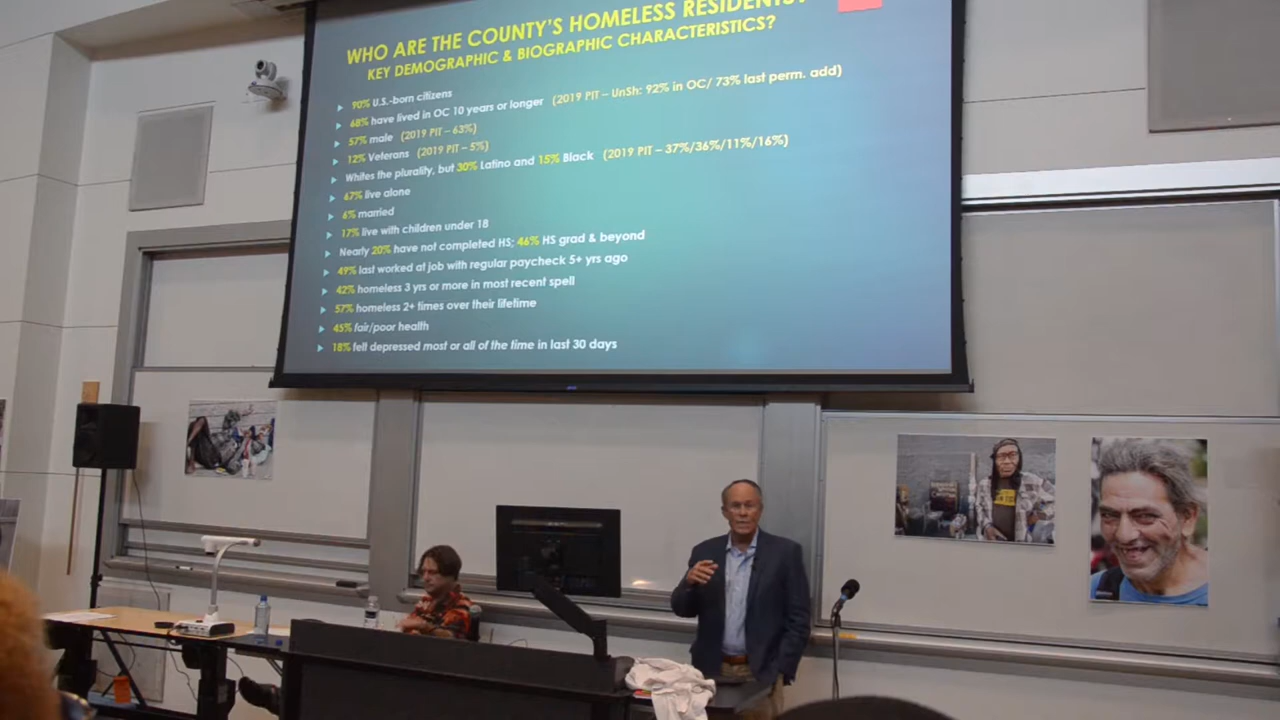 WHO ARE THE COUNTY'S HOMELESS RESIDENTS?
KEY DEMOGRAPHIC & BIOGRAPHIC CHARACTERISTICS?
90% U.S.-born citizens
68% have lived in OC 10 years or longer (2019 PIT – UnSh: 92% in OC/ 73% last perm. add)
57% male (2019 PIT – 63%)
12% Veterans (2019 PIT – 5%)
Whites the plurality, but 30% Latino and 15% Black (2019 PIT – 37%/36%/11%/16%)
67% live alone
6% married
17% live with children under 18
Nearly 20% have not completed HS; 46% HS grad & beyond
49% last worked at job with regular paycheck 5+ yrs ago
42% homeless 3 yrs or more in most recent spell
57% homeless 2+ times over their lifetime
45% fair/poor health
18% felt depressed most or all of the time in last 30 days